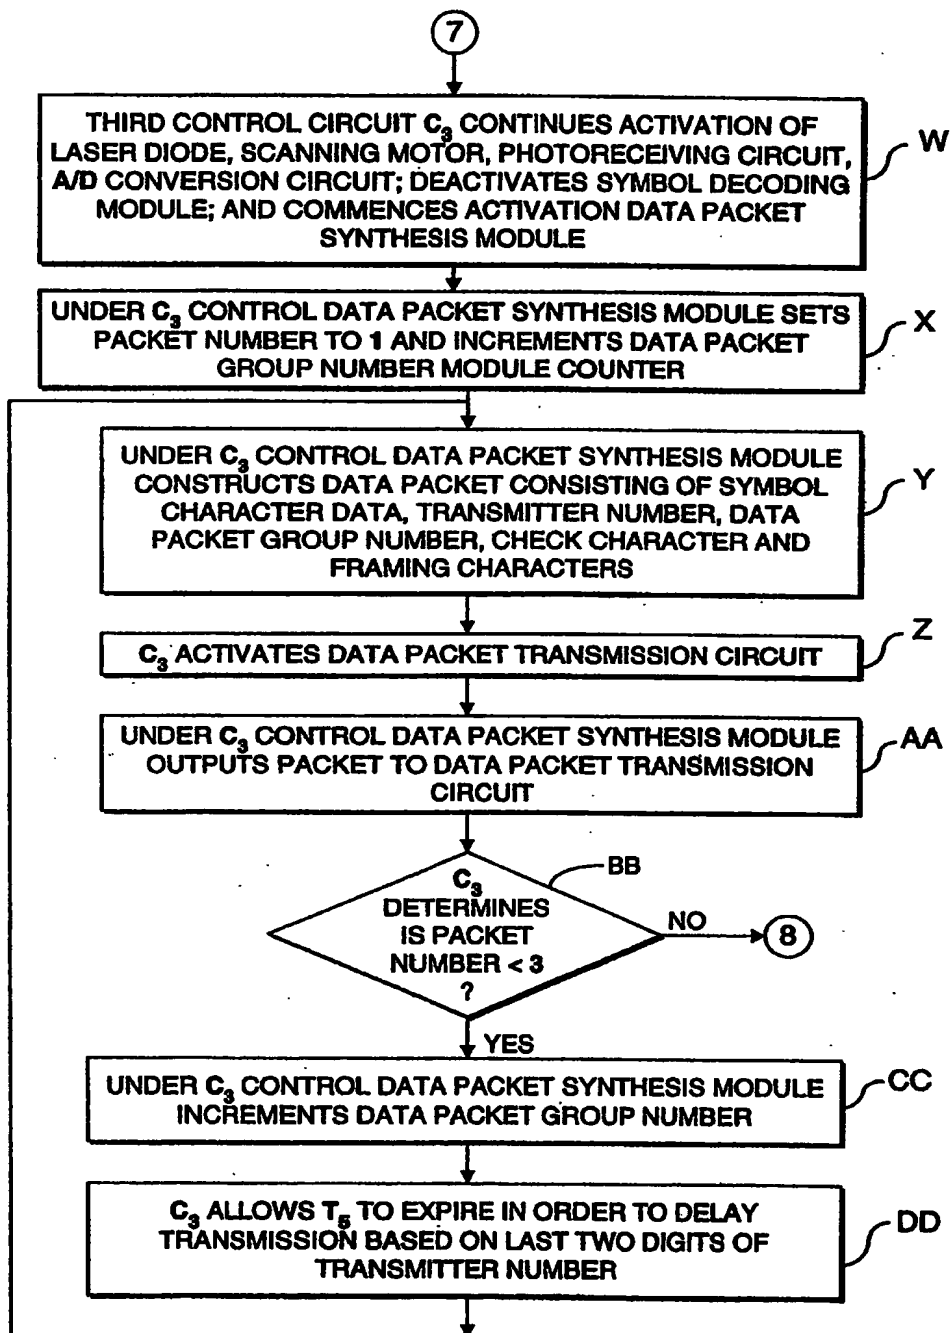 7
THIRD CONTROL CIRCUIT C₃ CONTINUES ACTIVATION OF
LASER DIODE, SCANNING MOTOR, PHOTORECEIVING CIRCUIT,
A/D CONVERSION CIRCUIT; DEACTIVATES SYMBOL DECODING
MODULE; AND COMMENCES ACTIVATION DATA PACKET
SYNTHESIS MODULE
W
UNDER C₃ CONTROL DATA PACKET SYNTHESIS MODULE SETS
PACKET NUMBER TO 1 AND INCREMENTS DATA PACKET
GROUP NUMBER MODULE COUNTER
X
UNDER C₃ CONTROL DATA PACKET SYNTHESIS MODULE
CONSTRUCTS DATA PACKET CONSISTING OF SYMBOL
CHARACTER DATA, TRANSMITTER NUMBER, DATA
PACKET GROUP NUMBER, CHECK CHARACTER AND
FRAMING CHARACTERS
Y
C₃ ACTIVATES DATA PACKET TRANSMISSION CIRCUIT
Z
UNDER C₃ CONTROL DATA PACKET SYNTHESIS MODULE
OUTPUTS PACKET TO DATA PACKET TRANSMISSION
CIRCUIT
AA
C₃
DETERMINES
IS PACKET
NUMBER < 3
?
BB
NO
8
YES
UNDER C₃ CONTROL DATA PACKET SYNTHESIS MODULE
INCREMENTS DATA PACKET GROUP NUMBER
CC
C₃ ALLOWS T₅ TO EXPIRE IN ORDER TO DELAY
TRANSMISSION BASED ON LAST TWO DIGITS OF
TRANSMITTER NUMBER
DD